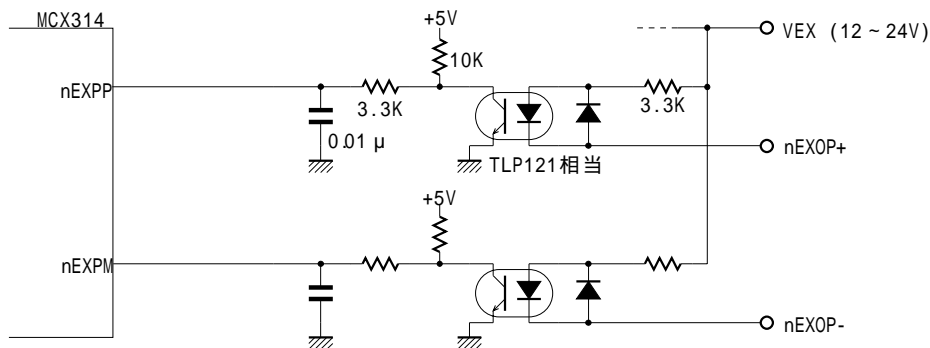 MCX314
+5V
VEX (12~24V)
10K
nEXPP
3.3K
3.3K
0.01μ
nEXOP+
TLP121相当
+5V
nEXPM
nEXOP-